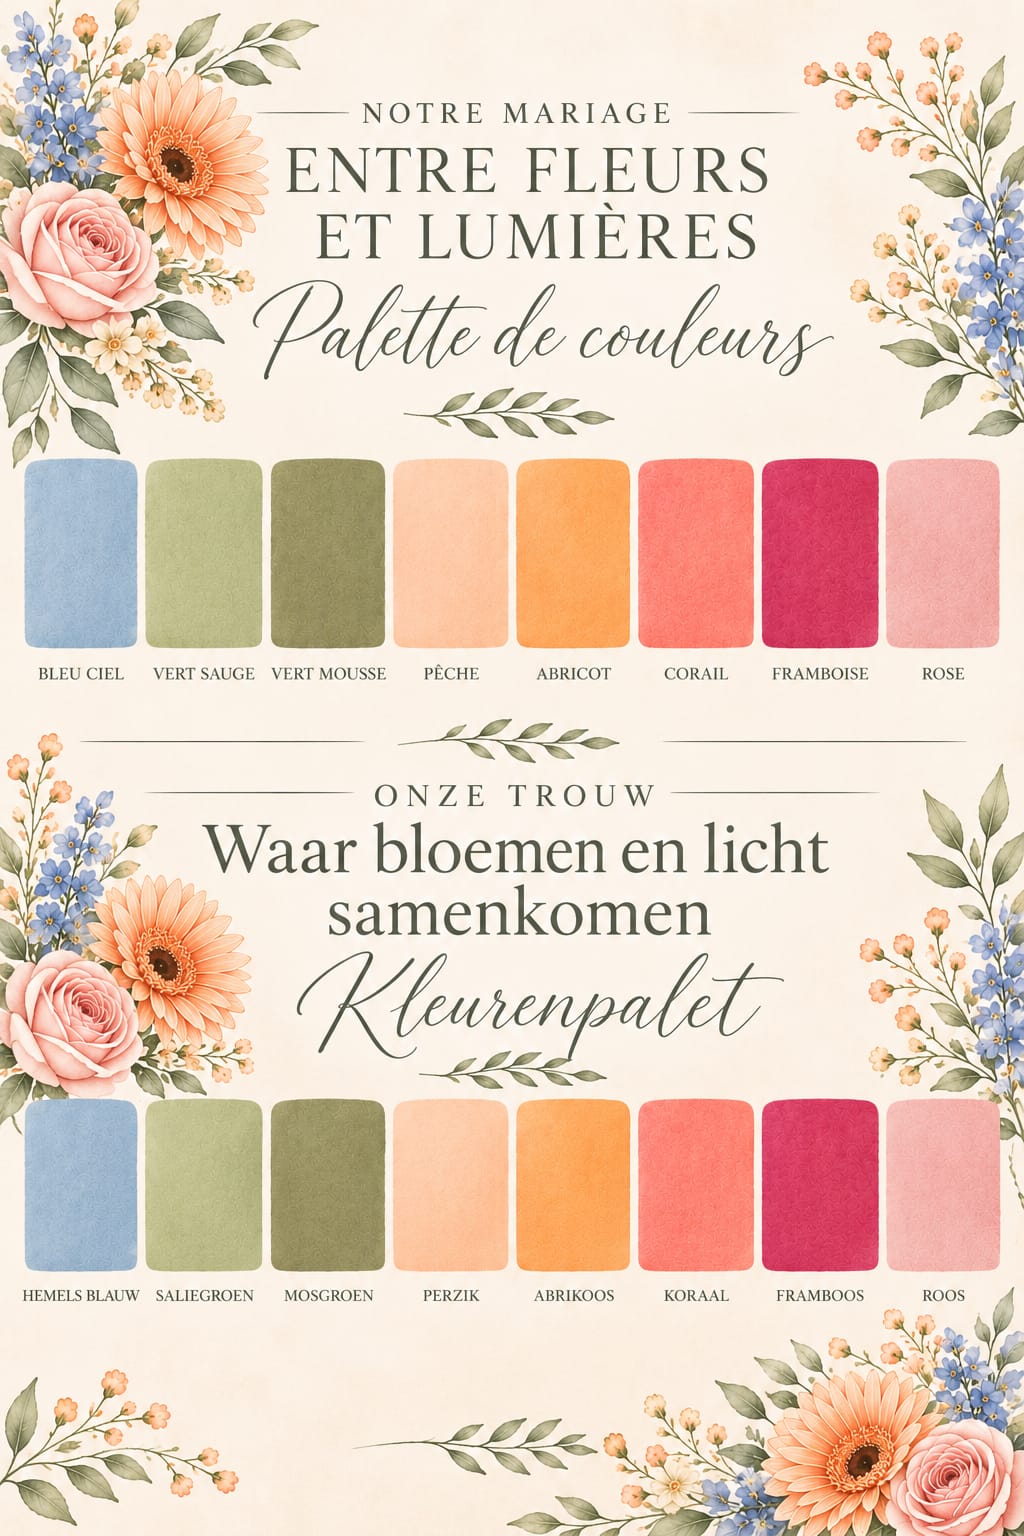 NOTRE MARIAGE
ENTRE FLEURS
ET LUMIÈRES
Palette de couleurs
BLEU CIEL VERT SAUGE VERT MOUSSE PÊCHE ABRICOT CORAIL FRAMBOISE ROSE
ONZE TROUW
Waar bloemen en licht
samenkomen
Kleurenpalet
HEMELS BLAUW SALIEGROEN MOSGROEN PERZIK ABRIKOOS KORAAL FRAMBOOS ROOS